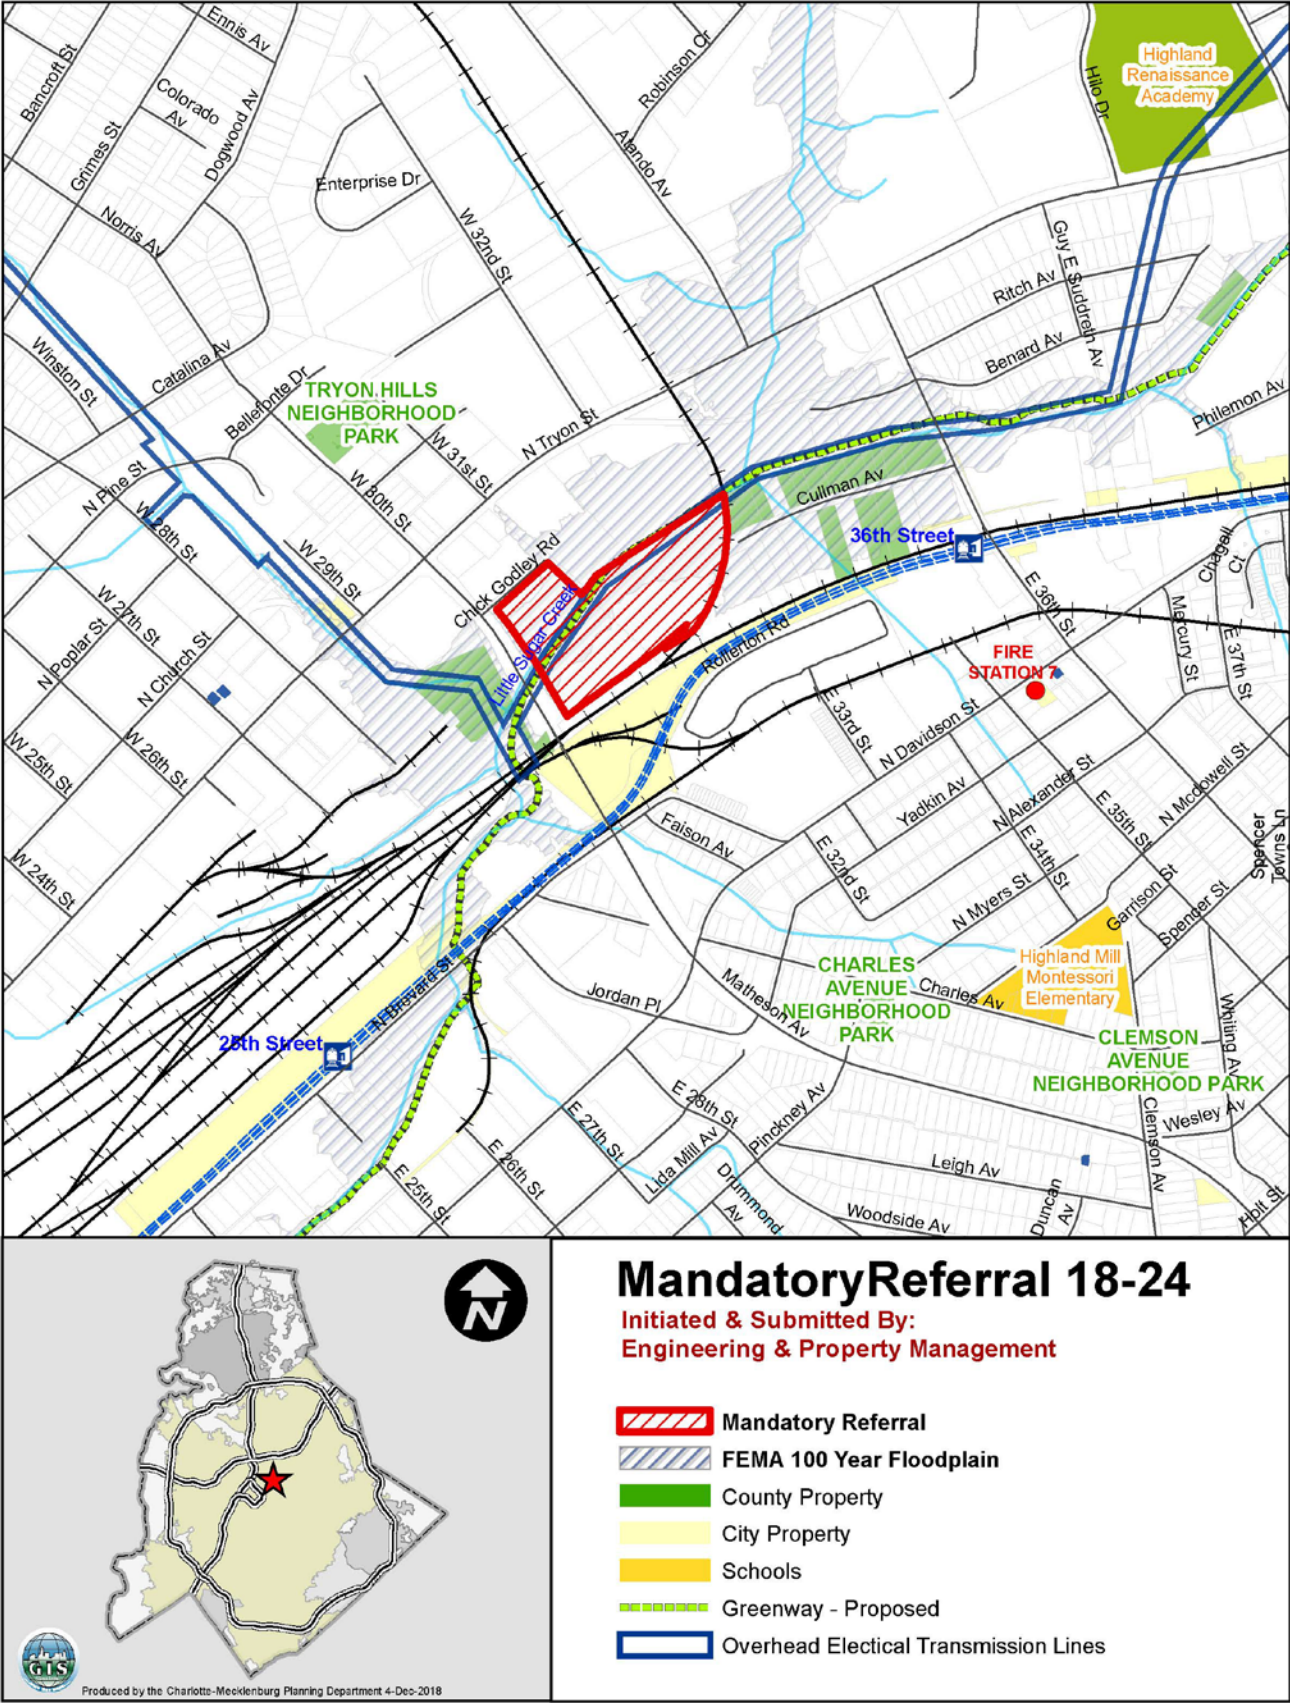 Ennis Av
Bancroft St
Colorado
Av
Grimes St
Dogwood Av
Norris Av
Enterprise Dr
W 32nd St
Robinson Cr
Atando Av
Hilo Dr
Highland
Renaissance
Academy
Guy E Suddreth Av
Ritch Av
Benard Av
Philemon Av
Winston St
Catalina Av
Bellefonte Dr
TRYON HILLS
NEIGHBORHOOD
PARK
W 31st St
N Tryon St
W 30th St
N Pine St
W 28th St
W 29th St
Cullman Av
36th Street
Chick Godley Rd
Little Sugar Creek
Rollerton Rd
Chagall
Ct
E 36th St
Mercury St
E 37th St
FIRE
STATION 7
W 27th St
N Poplar St
N Church St
W 25th St
W 26th St
W 24th St
E 33rd St
N Davidson St
Yadkin Av
N Alexander St
E 35th St
N Mcdowell St
Spencer
Towns Ln
Faison Av
E 32nd St
E 34th St
N Myers St
Garrison St
Spencer St
Highland Mill
Montessori
Elementary
CHARLES
AVENUE
NEIGHBORHOOD
PARK
Charles Av
Jordan Pl
Matheson Av
N Brevard St
25th Street
CLEMSON
AVENUE
NEIGHBORHOOD PARK
Whiting Av
Wesley Av
Clemson Av
E 28th St
Pinckney Av
E 27th St
Lida Mill Av
Drummond
Av
E 26th St
E 25th St
Leigh Av
Woodside Av
Duncan
Av
Holt St
N
GIS
Produced by the Charlotte-Mecklenburg Planning Department 4-Dec-2018
MandatoryReferral 18-24
Initiated & Submitted By:
Engineering & Property Management
Mandatory Referral
FEMA 100 Year Floodplain
County Property
City Property
Schools
Greenway - Proposed
Overhead Electical Transmission Lines